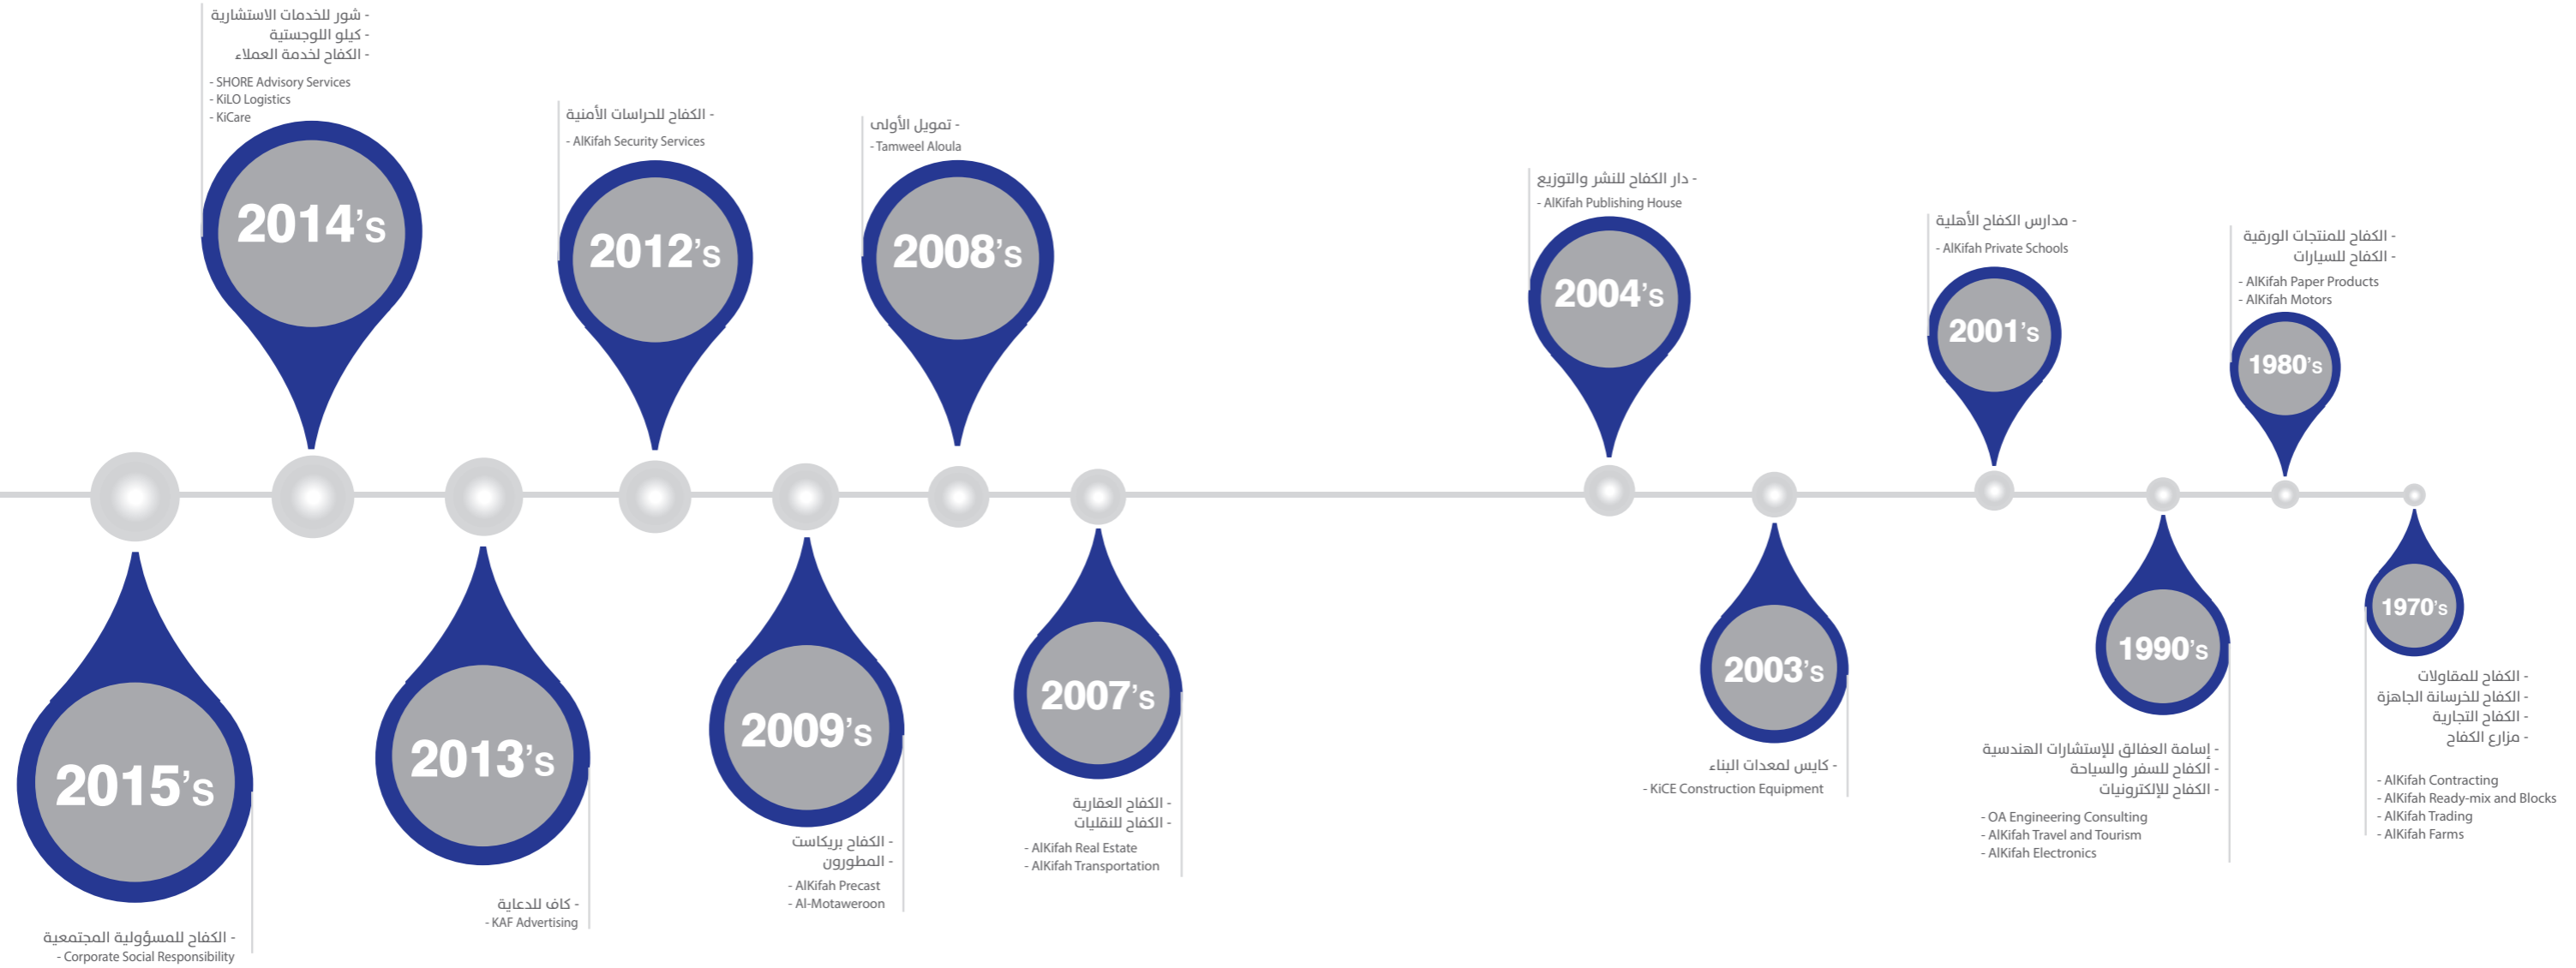 - شور للخدمات الاستشارية
- كيلو اللوجستية
- الكفاح لخدمة العملاء
- SHORE Advisory Services
- KiLO Logistics
- KiCare
2014’s
- الكفاح للحراسات الأمنية
- AlKifah Security Services
2012’s
- تمويل الأولى
- Tamweel Aloula
2008’s
- دار الكفاح للنشر والتوزيع
- AlKifah Publishing House
2004’s
- مدارس الكفاح الأهلية
- AlKifah Private Schools
2001’s
- الكفاح للمنتجات الورقية
- الكفاح للسيارات
- AlKifah Paper Products
- AlKifah Motors
1980’s
2015’s
- الكفاح للمسؤولية المجتمعية
- Corporate Social Responsibility
2013’s
- كاف للدعاية
- KAF Advertising
2009’s
- الكفاح بريكاست
- المطورون
- AlKifah Precast
- Al-Motaweroon
2007’s
- الكفاح العقارية
- الكفاح للنقليات
- AlKifah Real Estate
- AlKifah Transportation
2003’s
- كايس لمعدات البناء
- KiCE Construction Equipment
1990’s
- إسامة العفالق للإستشارات الهندسية
- الكفاح للسفر والسياحة
- الكفاح للإلكترونيات
- OA Engineering Consulting
- AlKifah Travel and Tourism
- AlKifah Electronics
1970’s
- الكفاح للمقاولات
- الكفاح للخرسانة الجاهزة
- الكفاح التجارية
- مزارع الكفاح
- AlKifah Contracting
- AlKifah Ready-mix and Blocks
- AlKifah Trading
- AlKifah Farms